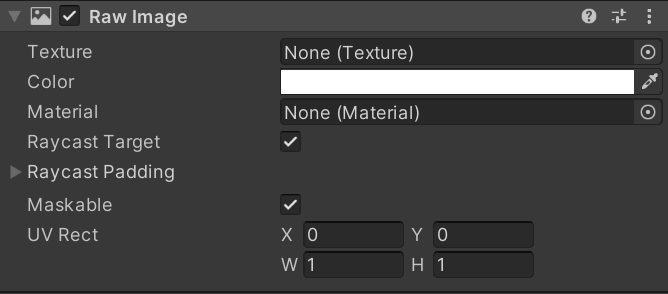 Raw Image
Texture None (Texture)
Color
Material None (Material)
Raycast Target
Raycast Padding
Maskable
UV Rect X 0 Y 0
W 1 H 1